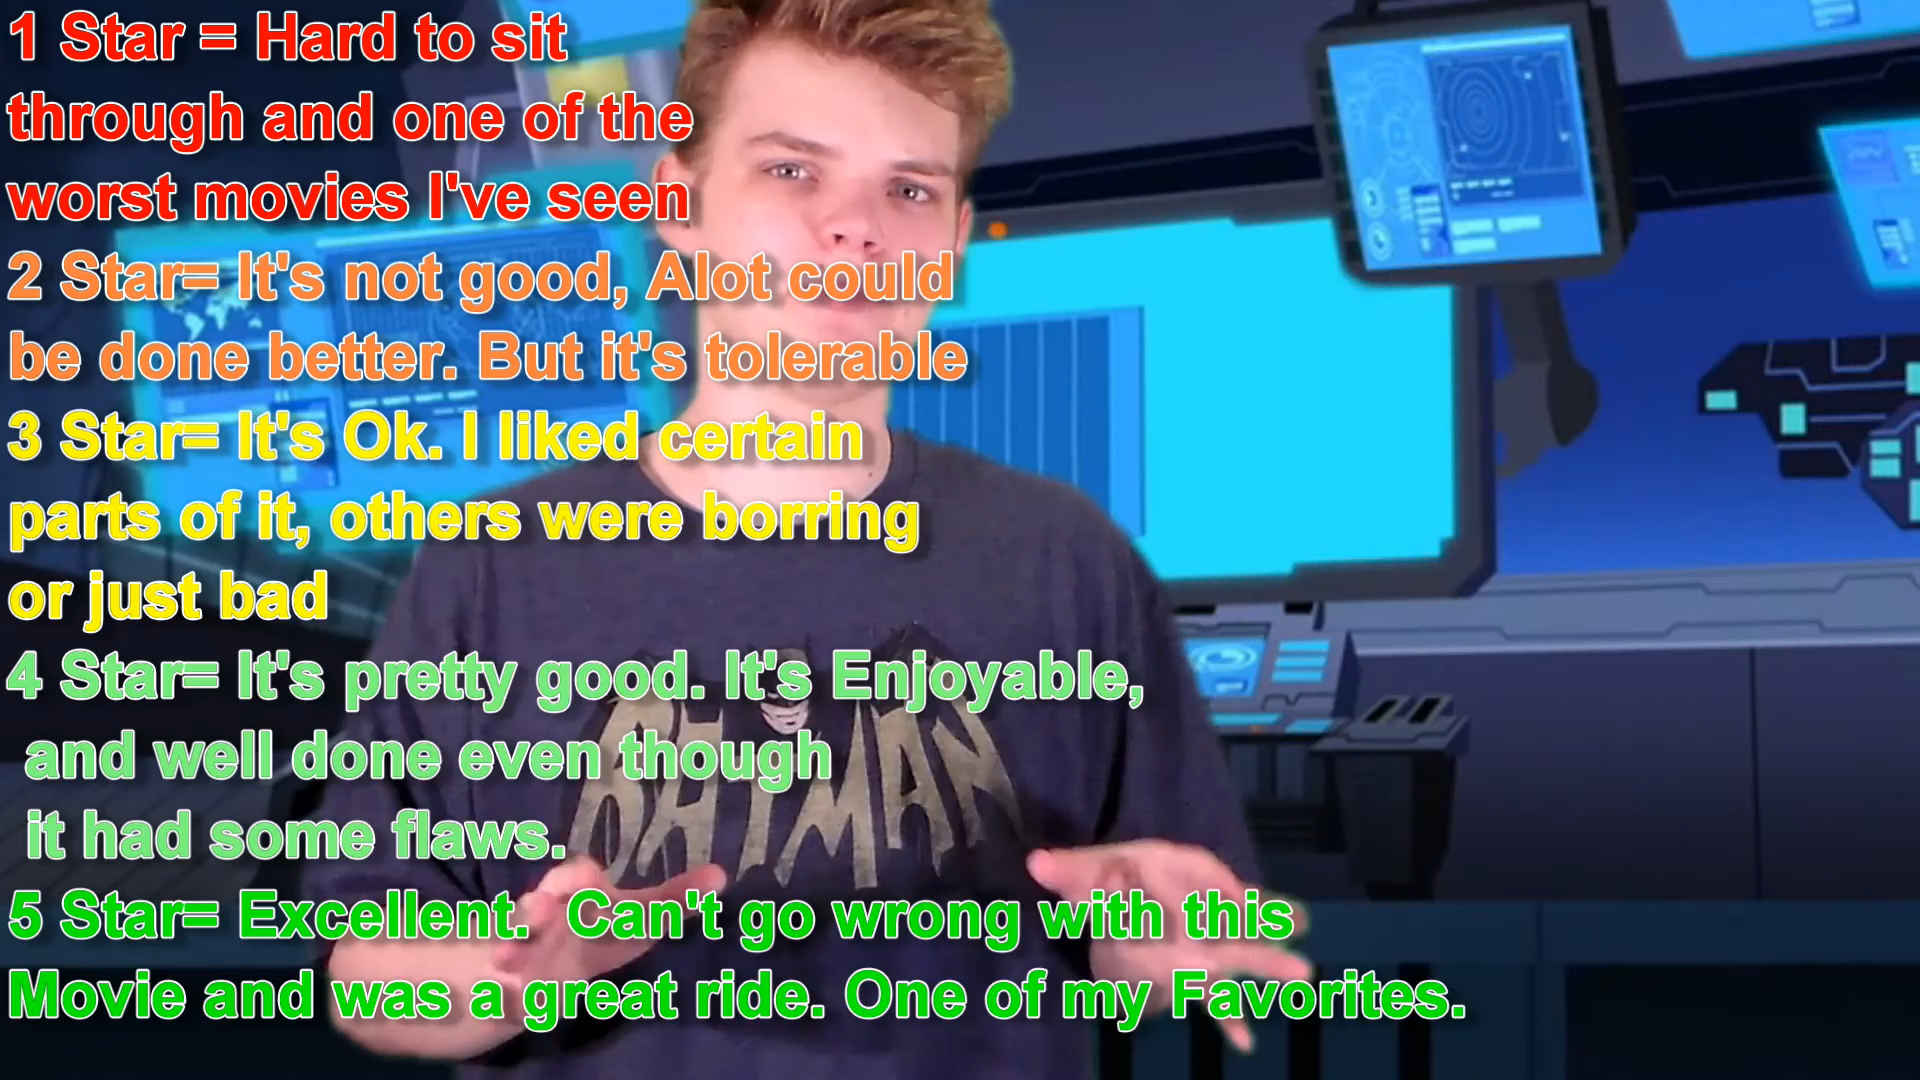 1 Star = Hard to sit
through and one of the
worst movies I've seen
2 Star= It's not good, Alot could
be done better. But it's tolerable
3 Star= It's Ok. I liked certain
parts of it, others were borring
or just bad
4 Star= It's pretty good. It's Enjoyable,
and well done even though
it had some flaws.
BATMAN
5 Star= Excellent.  Can't go wrong with this
Movie and was a great ride. One of my Favorites.